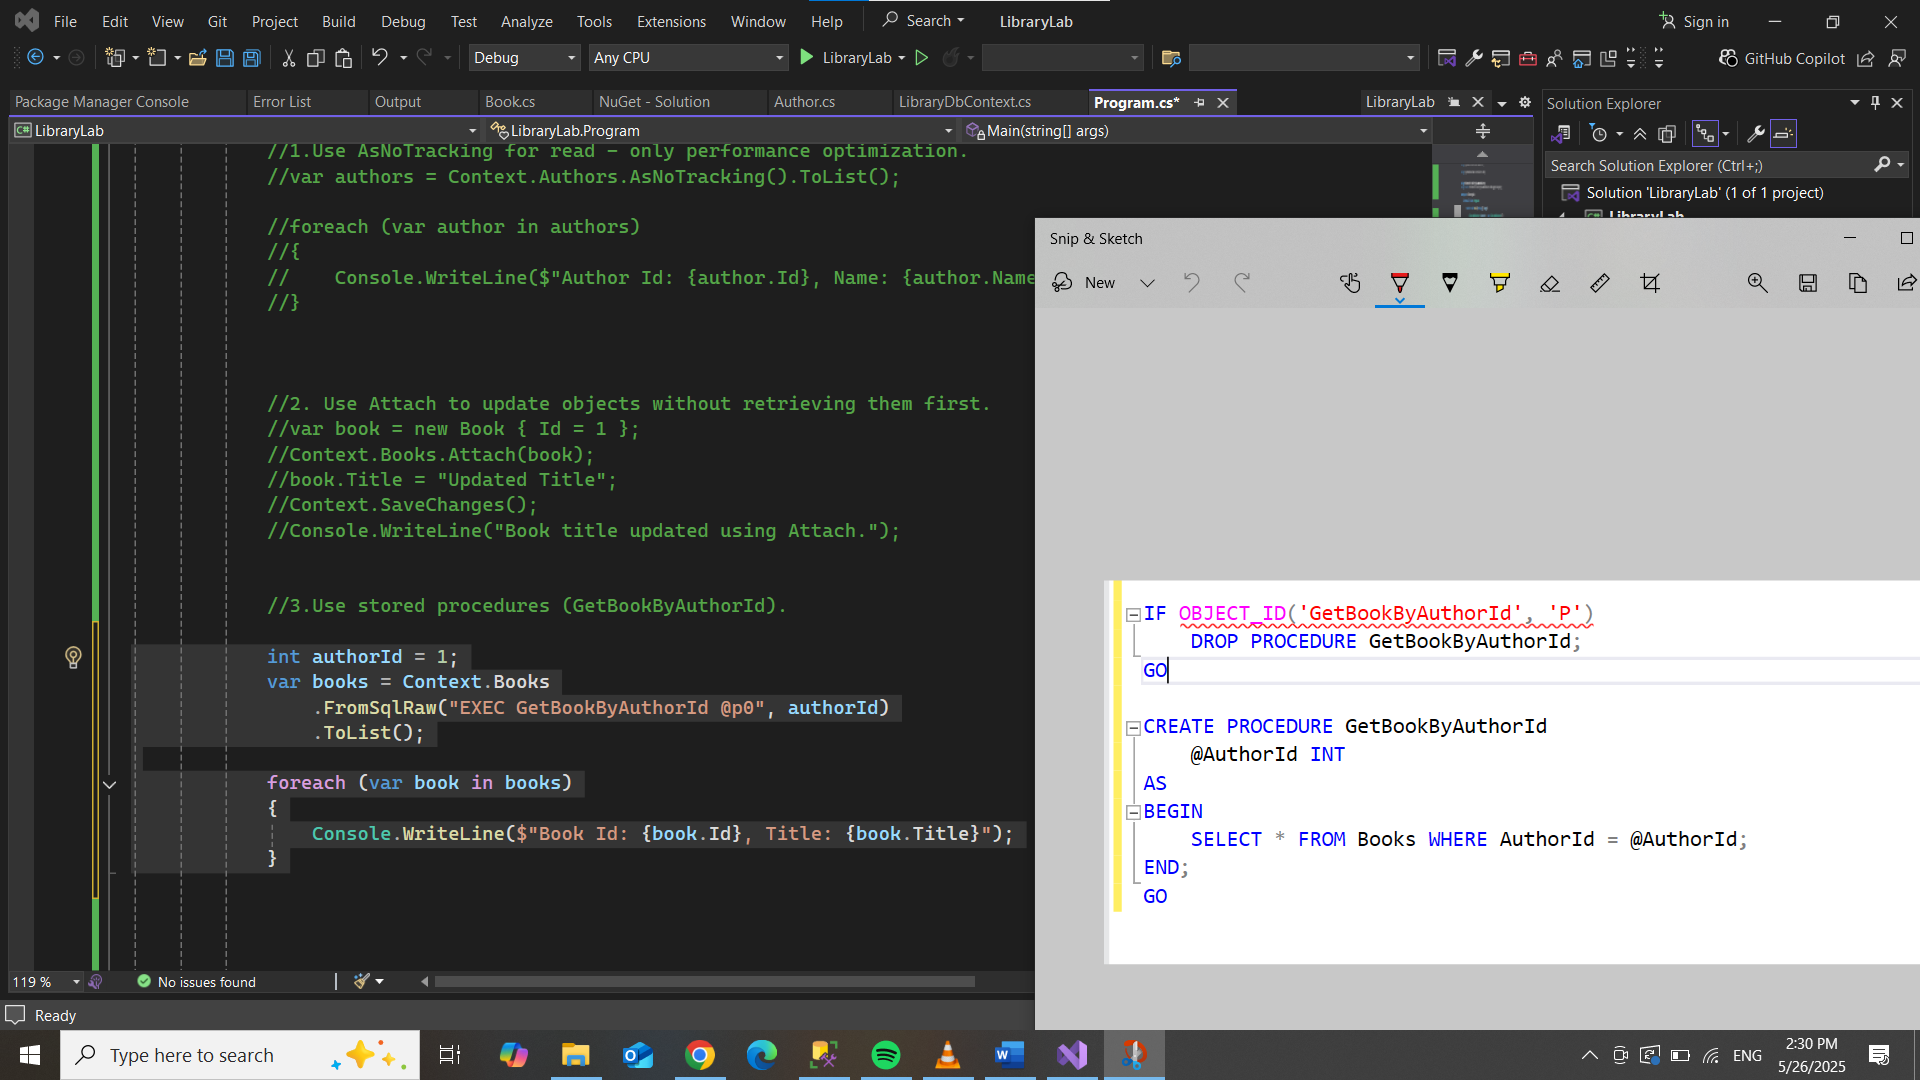 File Edit View Git Project Build Debug Test Analyze Tools Extensions Window Help Search LibraryLab Sign in
Debug Any CPU LibraryLab GitHub Copilot
Package Manager Console Error List Output Book.cs NuGet - Solution Author.cs LibraryDbContext.cs Program.cs* LibraryLab
LibraryLab LibraryLab.Program Main(string[] args)
//1.Use AsNoTracking for read - only performance optimization.
//var authors = Context.Authors.AsNoTracking().ToList();
//foreach (var author in authors)
//{
//    Console.WriteLine($"Author Id: {author.Id}, Name: {author.Name
//}
//2. Use Attach to update objects without retrieving them first.
//var book = new Book { Id = 1 };
//Context.Books.Attach(book);
//book.Title = "Updated Title";
//Context.SaveChanges();
//Console.WriteLine("Book title updated using Attach.");
//3.Use stored procedures (GetBookByAuthorId).
int authorId = 1;
var books = Context.Books
.FromSqlRaw("EXEC GetBookByAuthorId @p0", authorId)
.ToList();
foreach (var book in books)
{
Console.WriteLine($"Book Id: {book.Id}, Title: {book.Title}");
}
119 % No issues found
Ready
Solution Explorer
Search Solution Explorer (Ctrl+;)
Solution 'LibraryLab' (1 of 1 project)
LibraryLab
Snip & Sketch
New
IF OBJECT_ID('GetBookByAuthorId', 'P')
DROP PROCEDURE GetBookByAuthorId;
GO
CREATE PROCEDURE GetBookByAuthorId
@AuthorId INT
AS
BEGIN
SELECT * FROM Books WHERE AuthorId = @AuthorId;
END;
GO
Type here to search
ENG
2:30 PM
5/26/2025